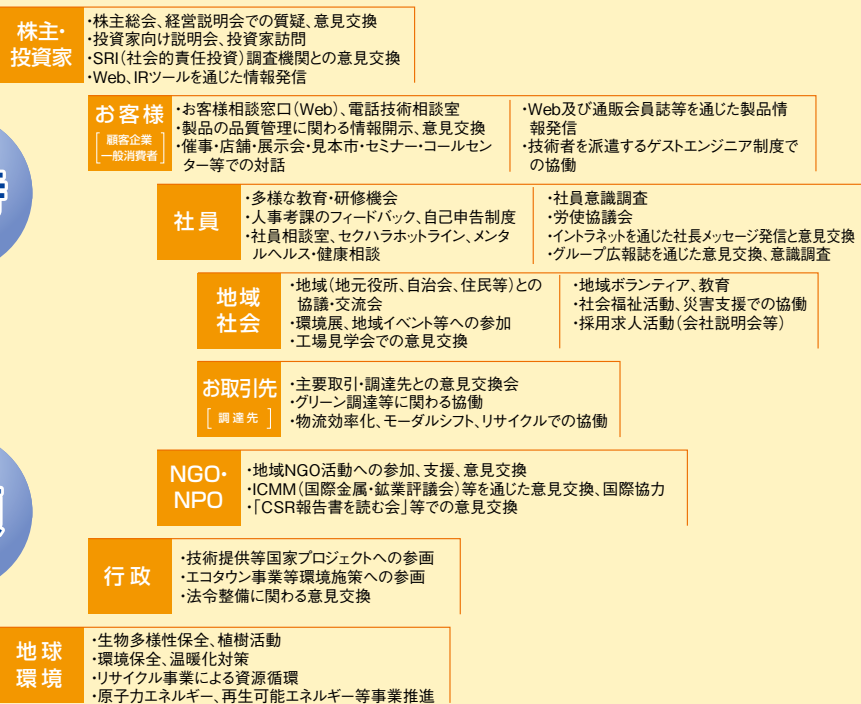 株主・
投資家
・株主総会、経営説明会での質疑、意見交換
・投資家向け説明会、投資家訪問
・SRI(社会的責任投資)調査機関との意見交換
・Web、IRツールを通じた情報発信
お客様
[顧客企業
一般消費者]
・お客様相談窓口(Web)、電話技術相談室
・製品の品質管理に関わる情報開示、意見交換
・催事・店舗・展示会・見本市・セミナー・コールセン
ター等での対話
・Web及び通販会員誌等を通じた製品情
報発信
・技術者を派遣するゲストエンジニア制度で
の協働
社員
・多様な教育・研修機会
・人事考課のフィードバック、自己申告制度
・社員相談室、セクハラホットライン、メンタ
ルヘルス・健康相談
・社員意識調査
・労使協議会
・イントラネットを通じた社長メッセージ発信と意見交換
・グループ広報誌を通じた意見交換、意識調査
地域
社会
・地域(地元役所、自治会、住民等)との
協議・交流会
・環境展、地域イベント等への参加
・工場見学会での意見交換
・地域ボランティア、教育
・社会福祉活動、災害支援での協働
・採用求人活動(会社説明会等)
お取引先
[調達先]
・主要取引・調達先との意見交換会
・グリーン調達等に関わる協働
・物流効率化、モーダルシフト、リサイクルでの協働
NGO・
NPO
・地域NGO活動への参加、支援、意見交換
・ICMM(国際金属・鉱業評議会)等を通じた意見交換、国際協力
・「CSR報告書を読む会」等での意見交換
行政
・技術提供等国家プロジェクトへの参画
・エコタウン事業等環境施策への参画
・法令整備に関わる意見交換
地球
環境
・生物多様性保全、植樹活動
・環境保全、温暖化対策
・リサイクル事業による資源循環
・原子力エネルギー、再生可能エネルギー等事業推進